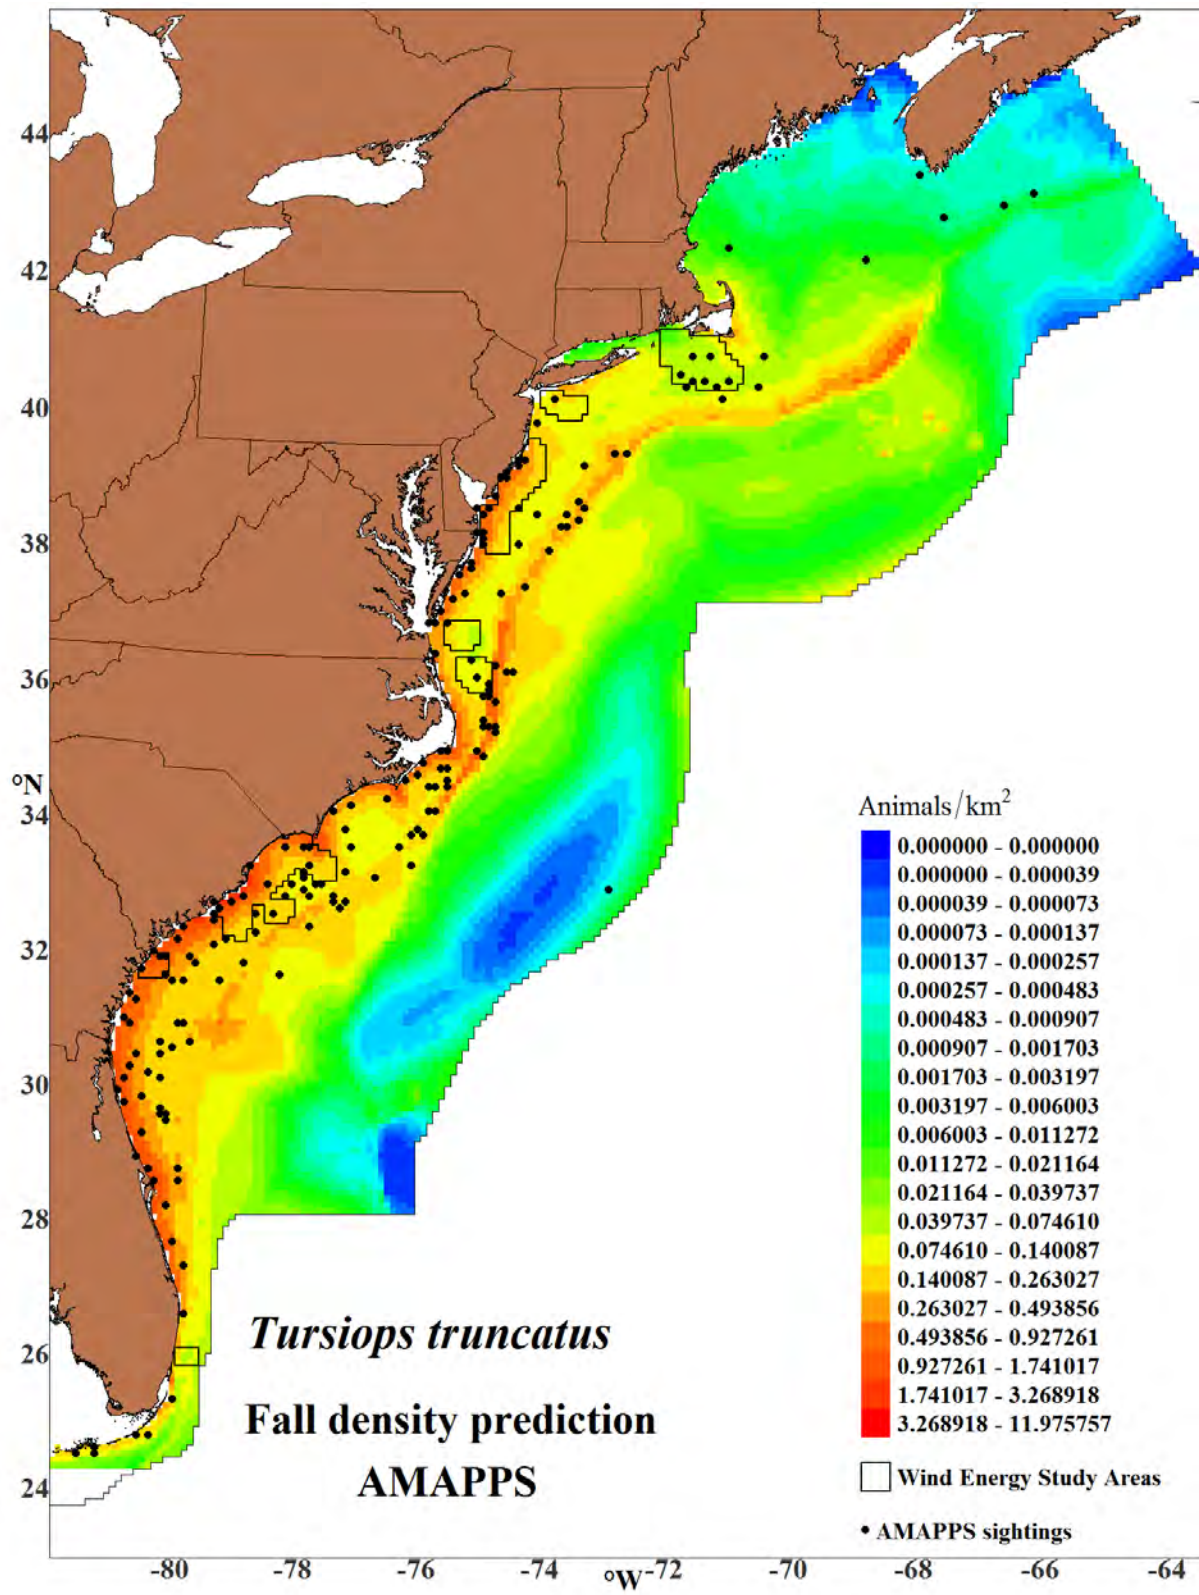 44
42
40
38
36
°N
34
32
30
28
26
24
-80
-78
-76
-74
-72
-70
-68
-66
-64
°W
Tursiops truncatus
Fall density prediction
AMAPPS
Animals/km²
0.000000 - 0.000000
0.000000 - 0.000039
0.000039 - 0.000073
0.000073 - 0.000137
0.000137 - 0.000257
0.000257 - 0.000483
0.000483 - 0.000907
0.000907 - 0.001703
0.001703 - 0.003197
0.003197 - 0.006003
0.006003 - 0.011272
0.011272 - 0.021164
0.021164 - 0.039737
0.039737 - 0.074610
0.074610 - 0.140087
0.140087 - 0.263027
0.263027 - 0.493856
0.493856 - 0.927261
0.927261 - 1.741017
1.741017 - 3.268918
3.268918 - 11.975757
Wind Energy Study Areas
AMAPPS sightings